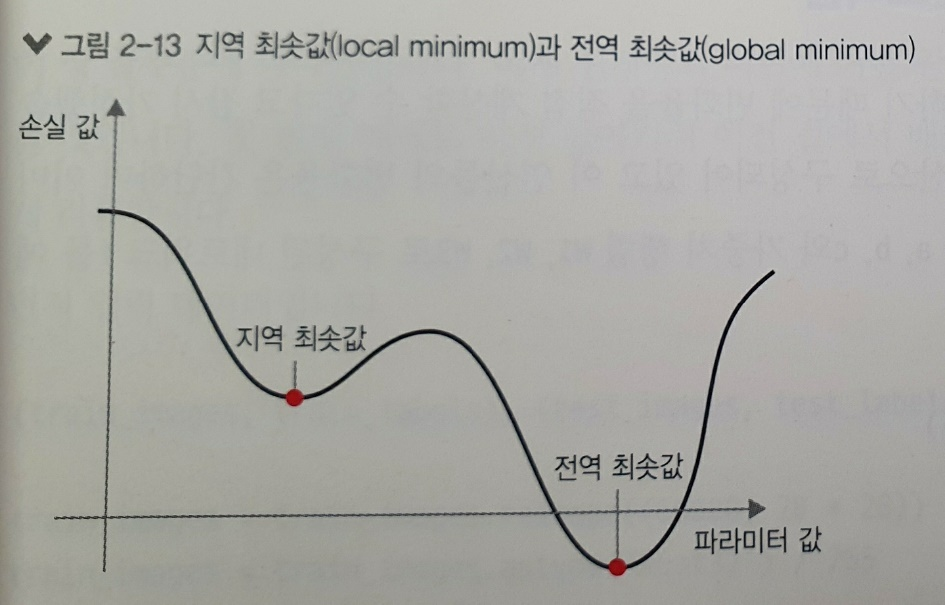 그림 2-13 지역 최솟값(local minimum)과 전역 최솟값(global minimum)
손실 값
지역 최솟값
전역 최솟값
파라미터 값